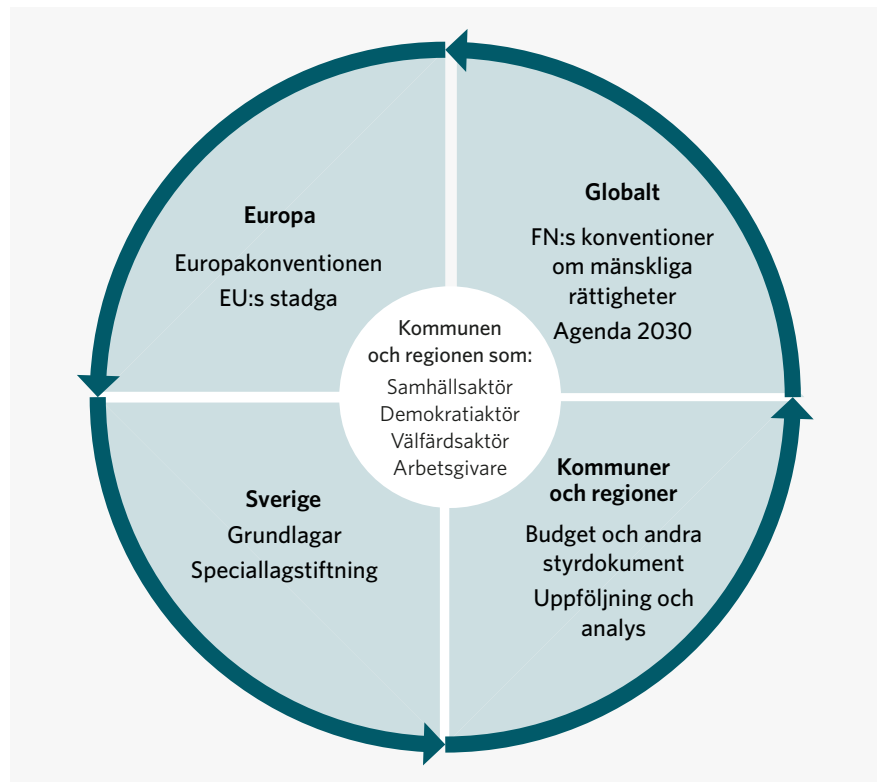 Europa
Europakonventionen
EU:s stadga
Globalt
FN:s konventioner
om mänskliga
rättigheter
Agenda 2030
Kommunen
och regionen som:
Samhällsaktör
Demokratiaktör
Välfärdsaktör
Arbetsgivare
Sverige
Grundlagar
Speciallagstiftning
Kommuner
och regioner
Budget och andra
styrdokument
Uppföljning och
analys